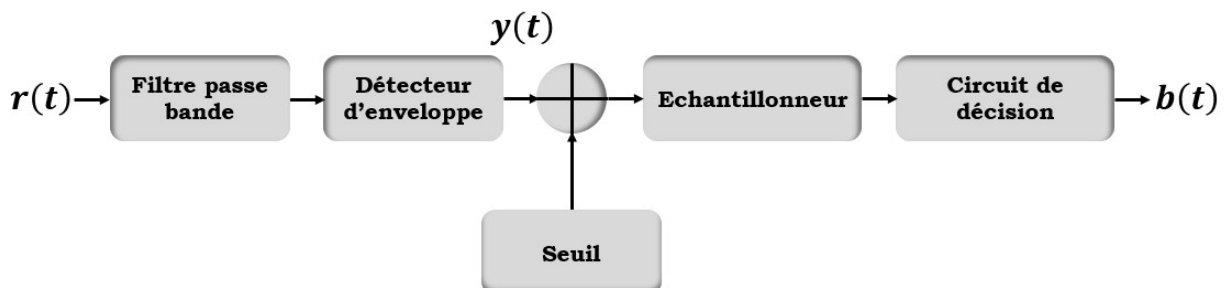 y(t)
r(t)
Filtre passe
bande
Détecteur
d'enveloppe
Echantillonneur
Circuit de
décision
b(t)
Seuil